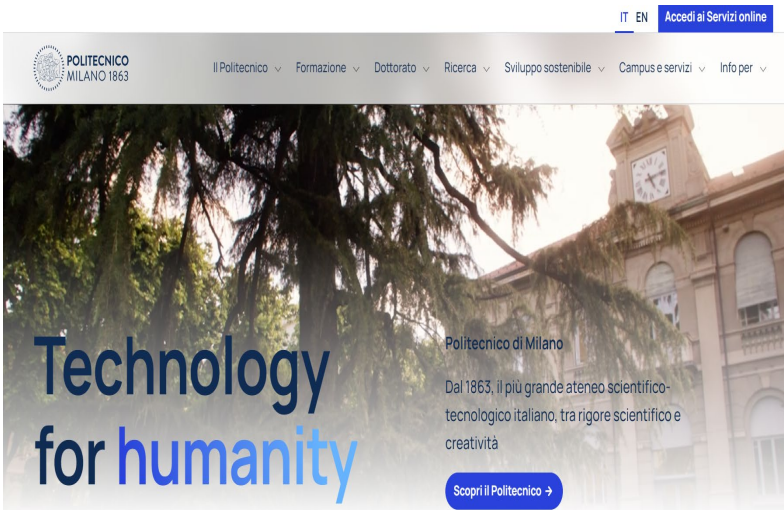 IT EN Accedi ai Servizi online
POLITECNICO
MILANO 1863
Il Politecnico Formazione Dottorato Ricerca Sviluppo sostenibile Campus e servizi Info per
Technology
for humanity
Politecnico di Milano
Dal 1863, il più grande ateneo scientifico-
tecnologico italiano, tra rigore scientifico e
creatività
Scopri il Politecnico →